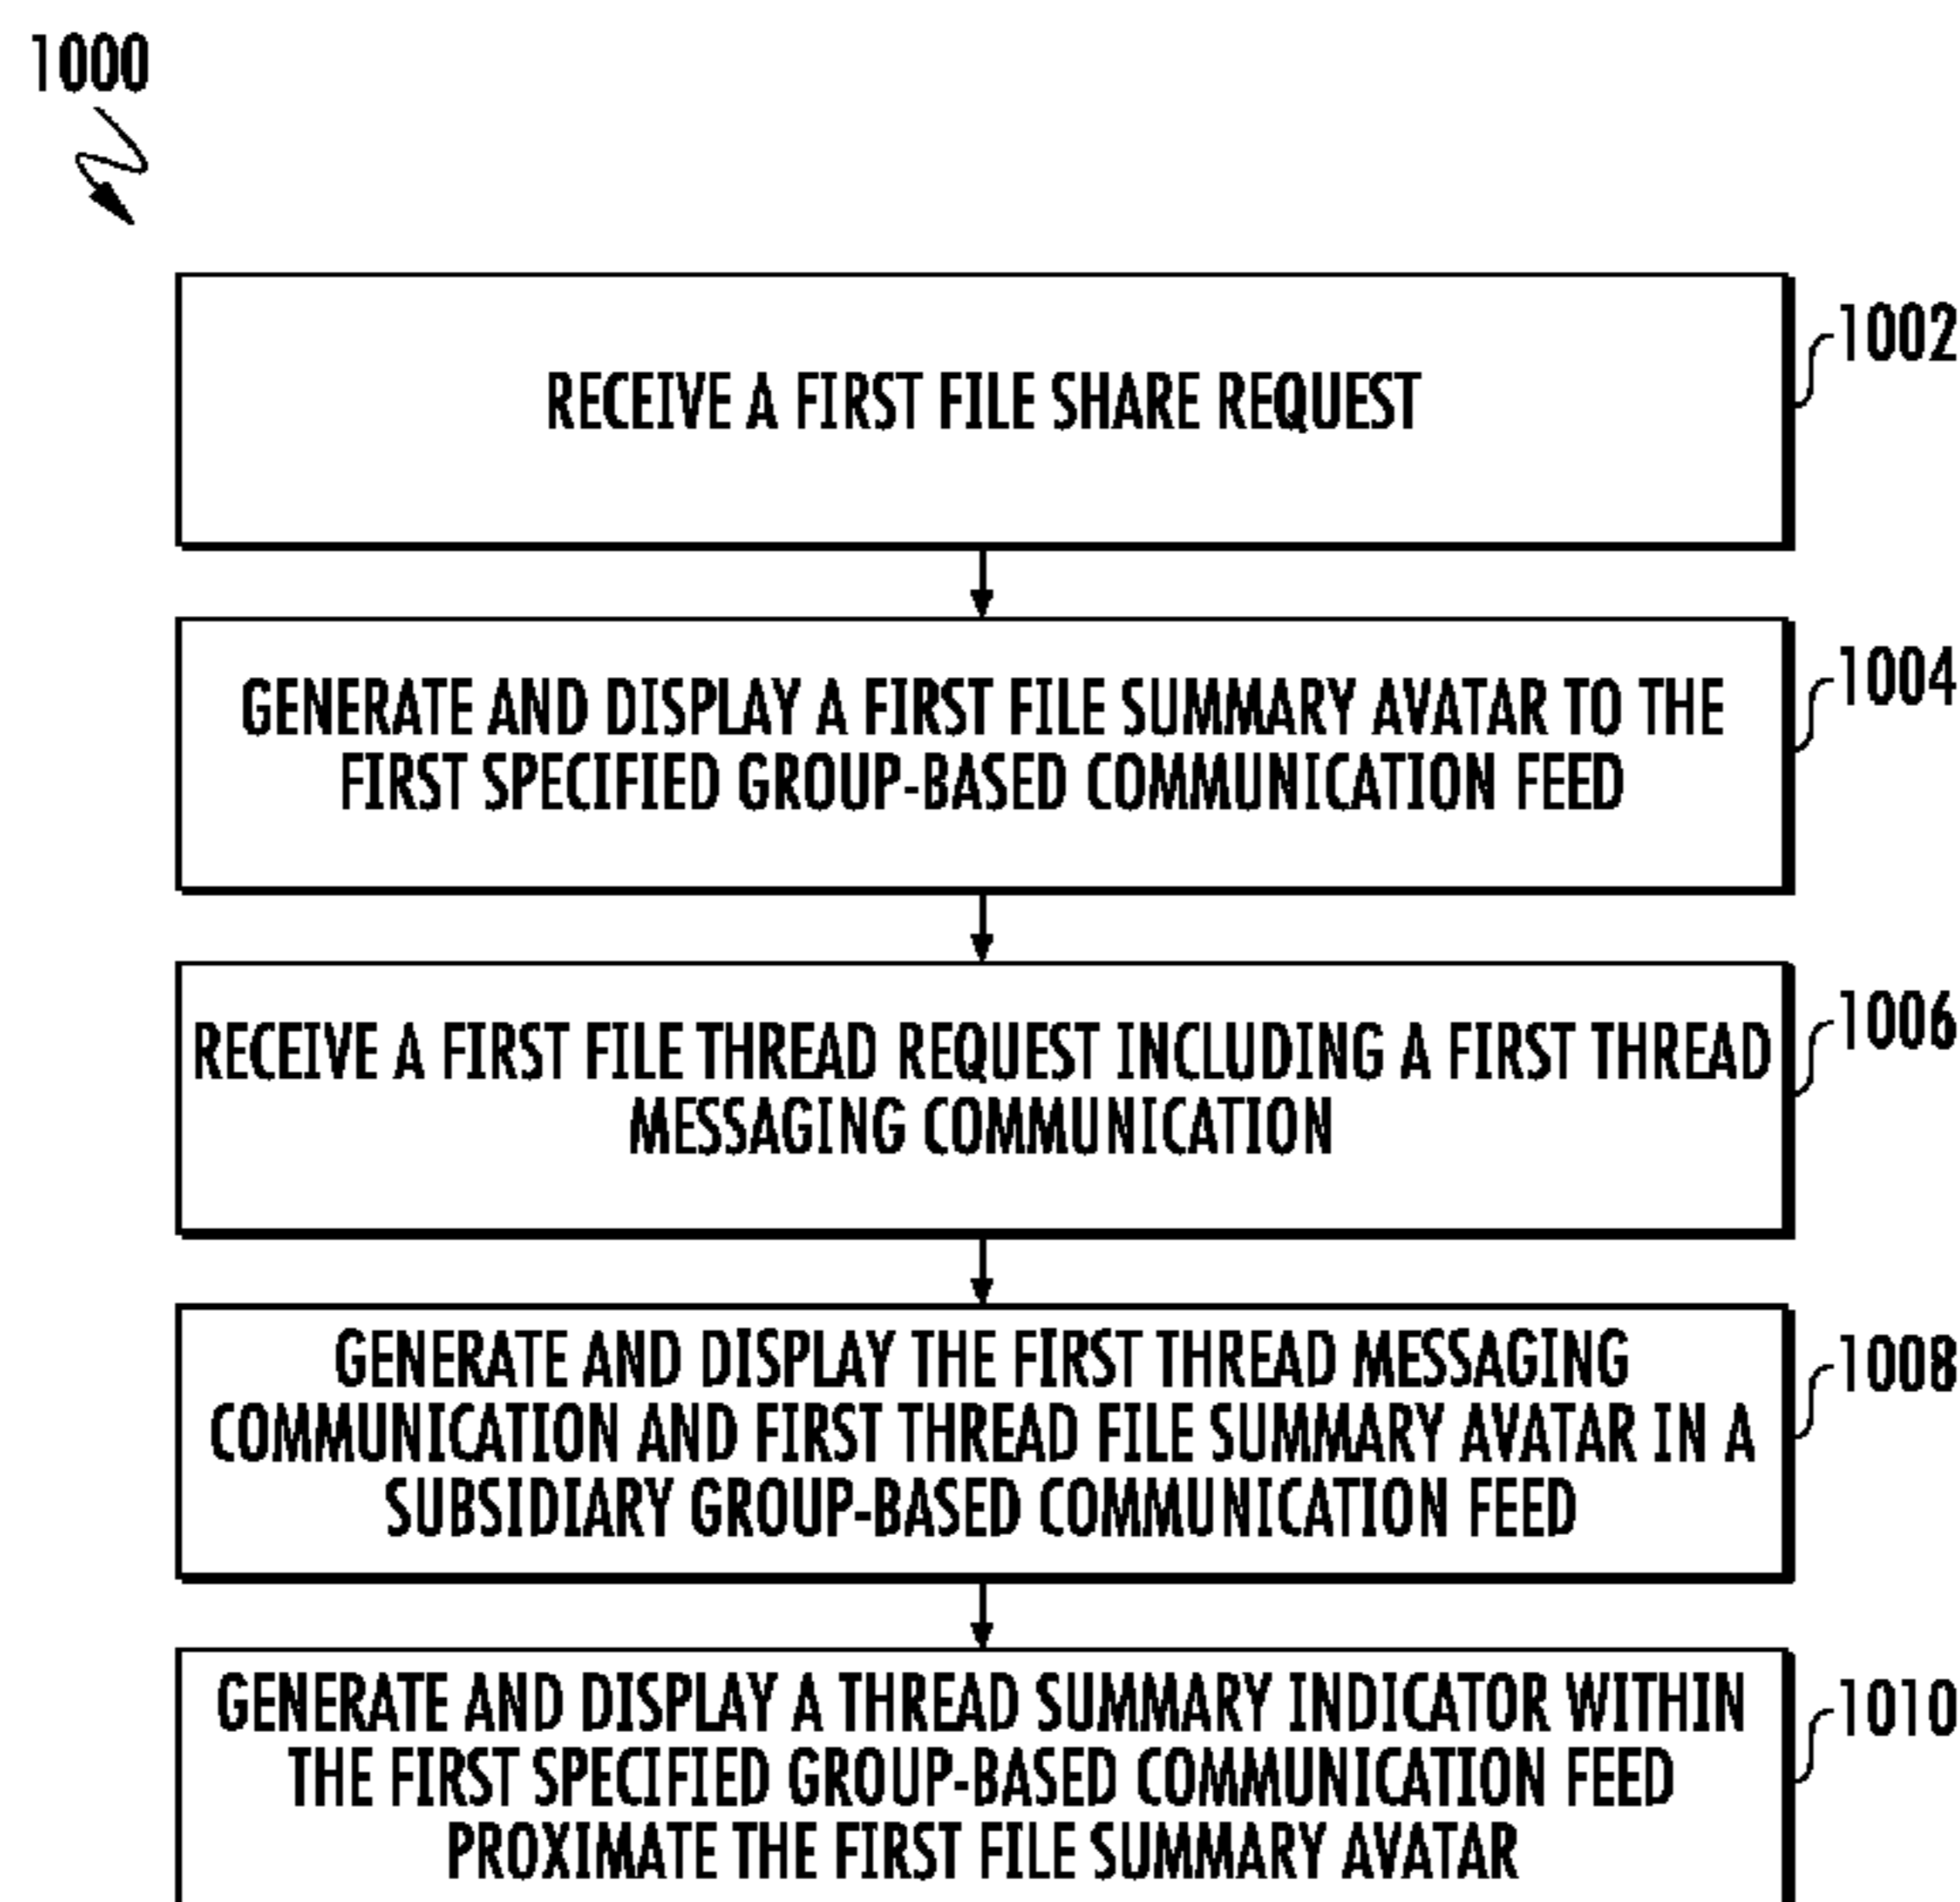 1000
RECEIVE A FIRST FILE SHARE REQUEST
1002
GENERATE AND DISPLAY A FIRST FILE SUMMARY AVATAR TO THE
FIRST SPECIFIED GROUP-BASED COMMUNICATION FEED
1004
RECEIVE A FIRST FILE THREAD REQUEST INCLUDING A FIRST THREAD
MESSAGING COMMUNICATION
1006
GENERATE AND DISPLAY THE FIRST THREAD MESSAGING
COMMUNICATION AND FIRST THREAD FILE SUMMARY AVATAR IN A
SUBSIDIARY GROUP-BASED COMMUNICATION FEED
1008
GENERATE AND DISPLAY A THREAD SUMMARY INDICATOR WITHIN
THE FIRST SPECIFIED GROUP-BASED COMMUNICATION FEED
PROXIMATE THE FIRST FILE SUMMARY AVATAR
1010